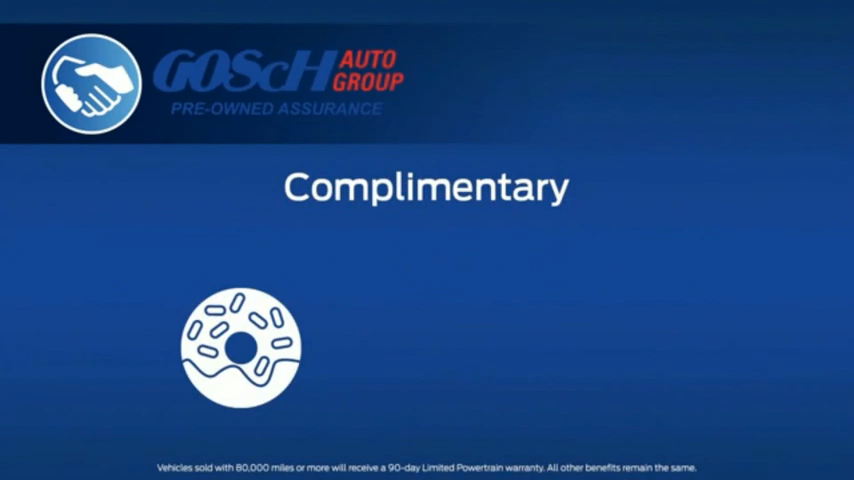 GOSCH AUTO GROUP
PRE-OWNED ASSURANCE
Complimentary
Vehicles sold with 80,000 miles or more will receive a 90-day Limited Powertrain warranty. All other benefits remain the same.